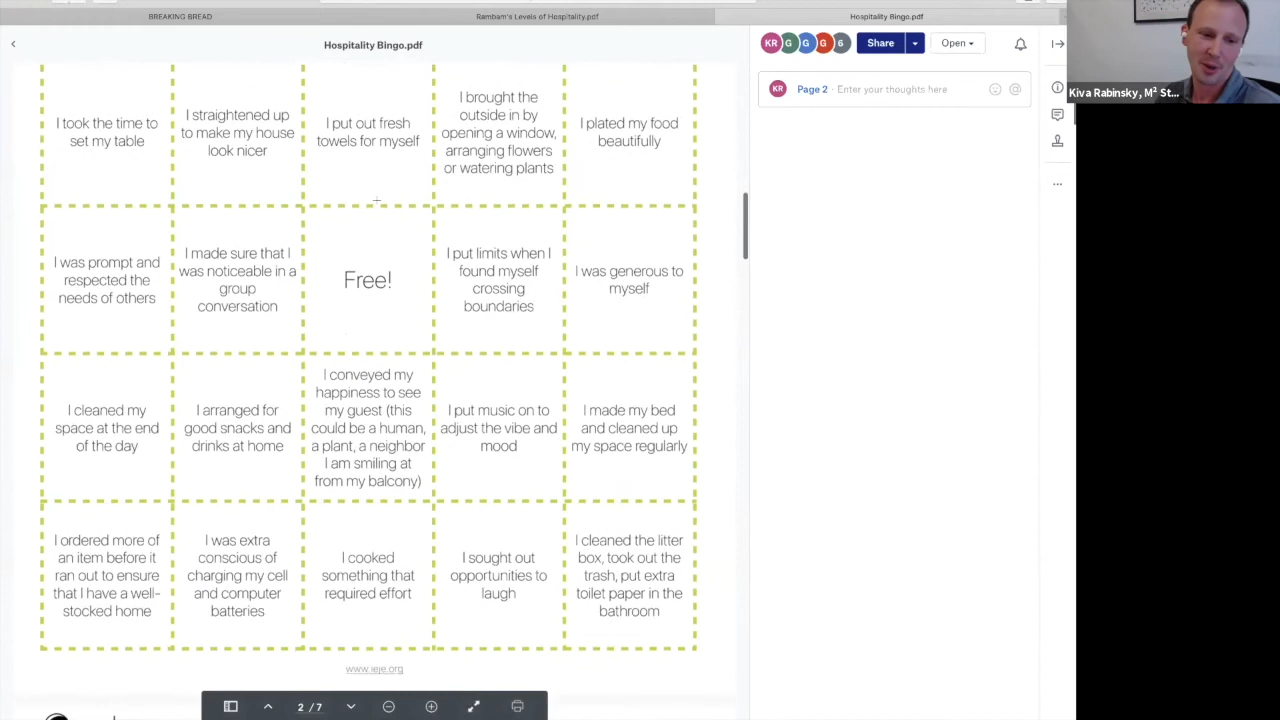 BREAKING BREAD
Rambam's Levels of Hospitality.pdf
Hospitality Bingo.pdf
Hospitality Bingo.pdf
KR
G
G
G
6
Share
Open
Kiva Rabinsky, M² St...
KR
Page 2 · Enter your thoughts here
I took the time to
set my table
I straightened up
to make my house
look nicer
I put out fresh
towels for myself
I brought the
outside in by
opening a window,
arranging flowers
or watering plants
I plated my food
beautifully
I was prompt and
respected the
needs of others
I made sure that I
was noticeable in a
group
conversation
Free!
I put limits when I
found myself
crossing
boundaries
I was generous to
myself
I cleaned my
space at the end
of the day
I arranged for
good snacks and
drinks at home
I conveyed my
happiness to see
my guest (this
could be a human,
a plant, a neighbor
I am smiling at
from my balcony)
I put music on to
adjust the vibe and
mood
I made my bed
and cleaned up
my space regularly
I ordered more of
an item before it
ran out to ensure
that I have a well-
stocked home
I was extra
conscious of
charging my cell
and computer
batteries
I cooked
something that
required effort
I sought out
opportunities to
laugh
I cleaned the litter
box, took out the
trash, put extra
toilet paper in the
bathroom
www.ieje.org
2 / 7